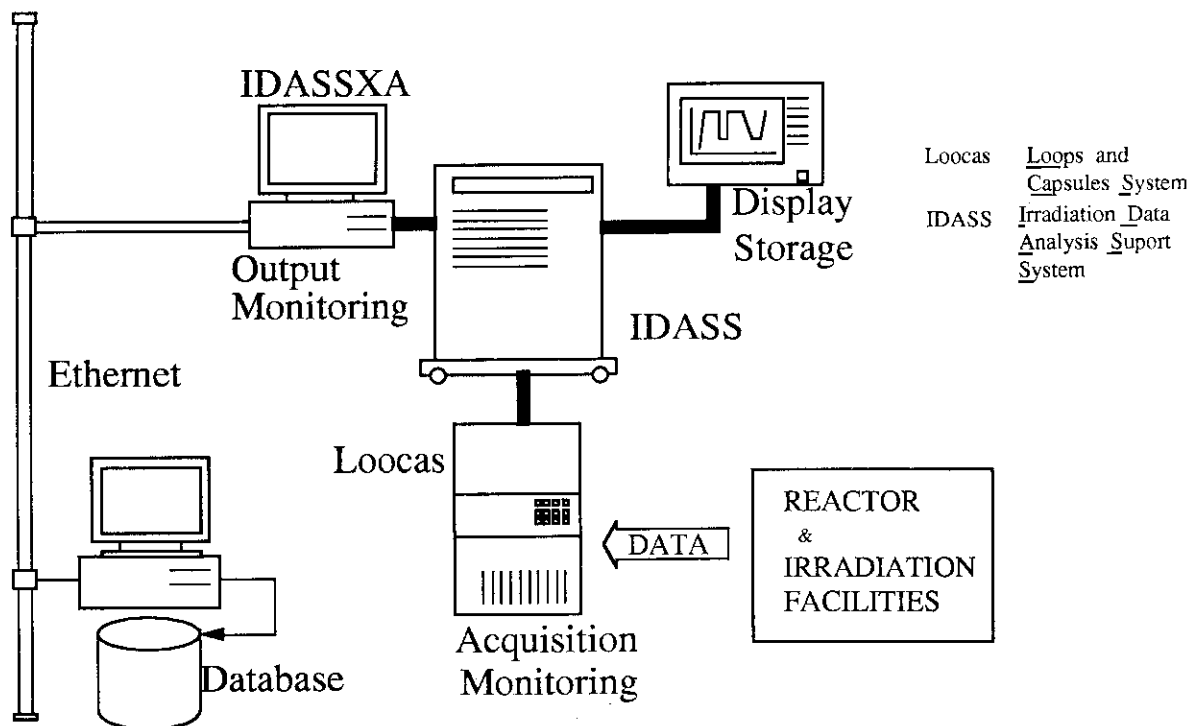 IDASSXA
Output
Monitoring
Display
Storage
IDASS
Loocas Loops and
Capsules System
IDASS Irradiation Data
Analysis Suport
System
Ethernet
Loocas
DATA
REACTOR
&
IRRADIATION
FACILITIES
Acquisition
Monitoring
Database